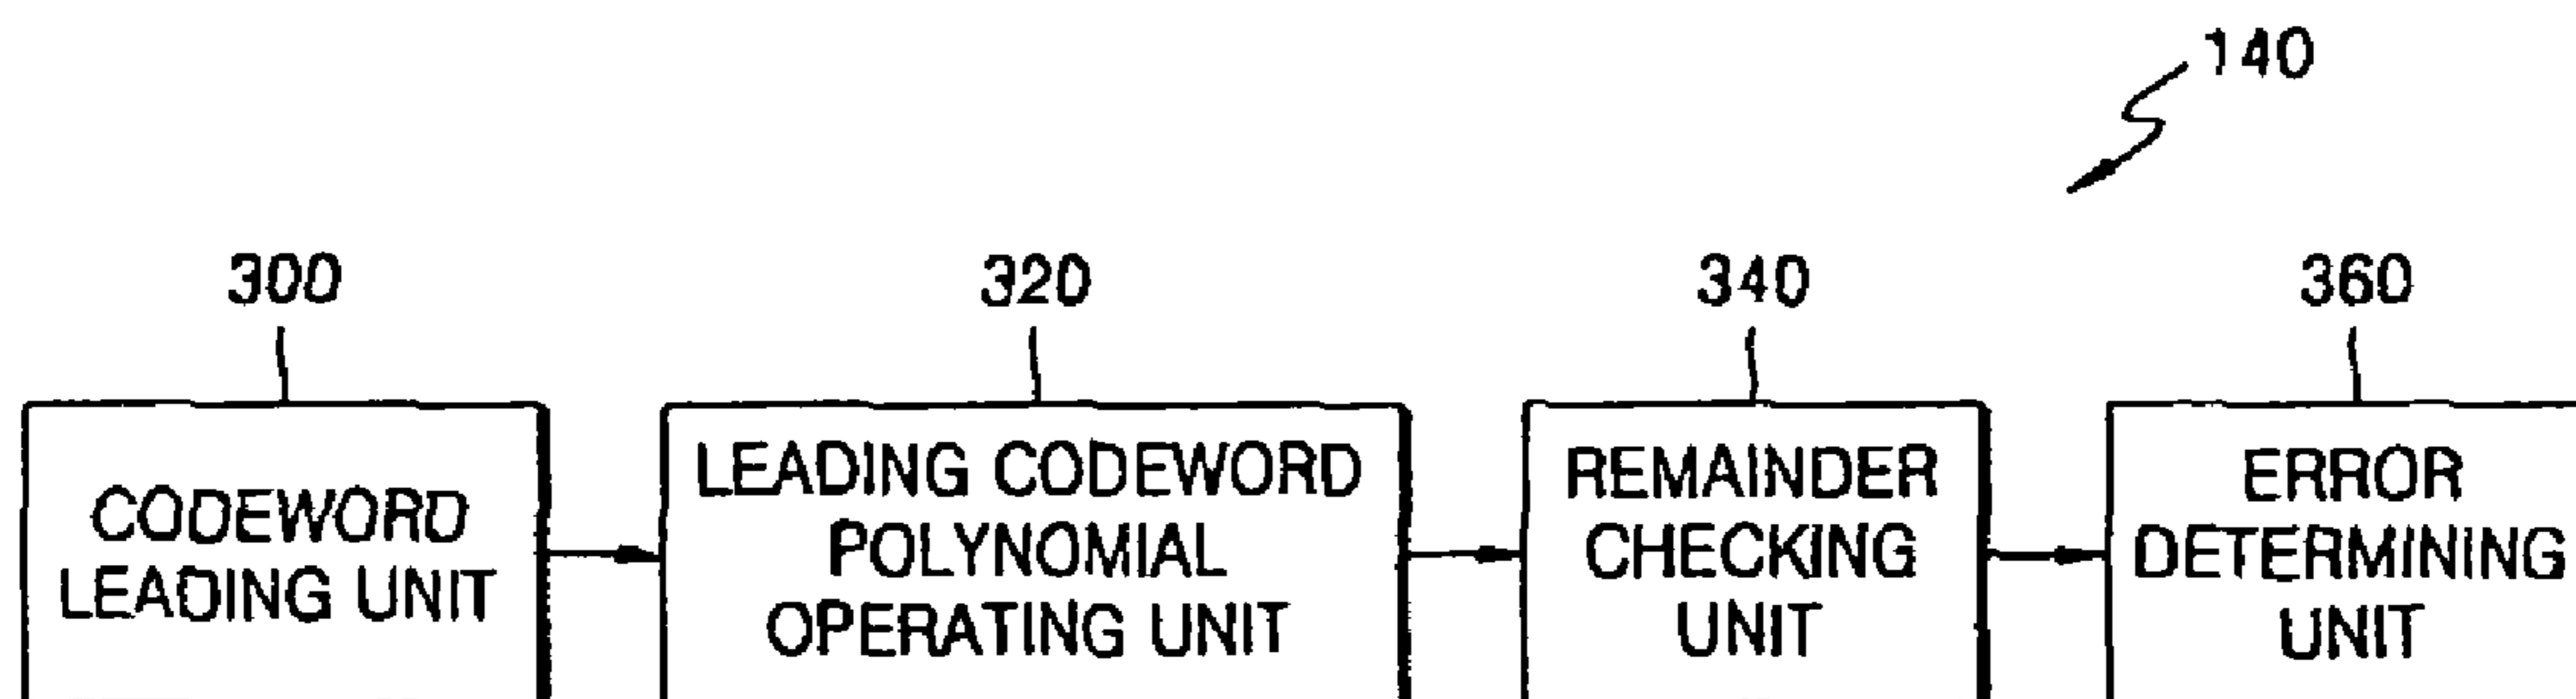 140
300
320
340
360
CODEWORD
LEADING UNIT
LEADING CODEWORD
POLYNOMIAL
OPERATING UNIT
REMAINDER
CHECKING
UNIT
ERROR
DETERMINING
UNIT